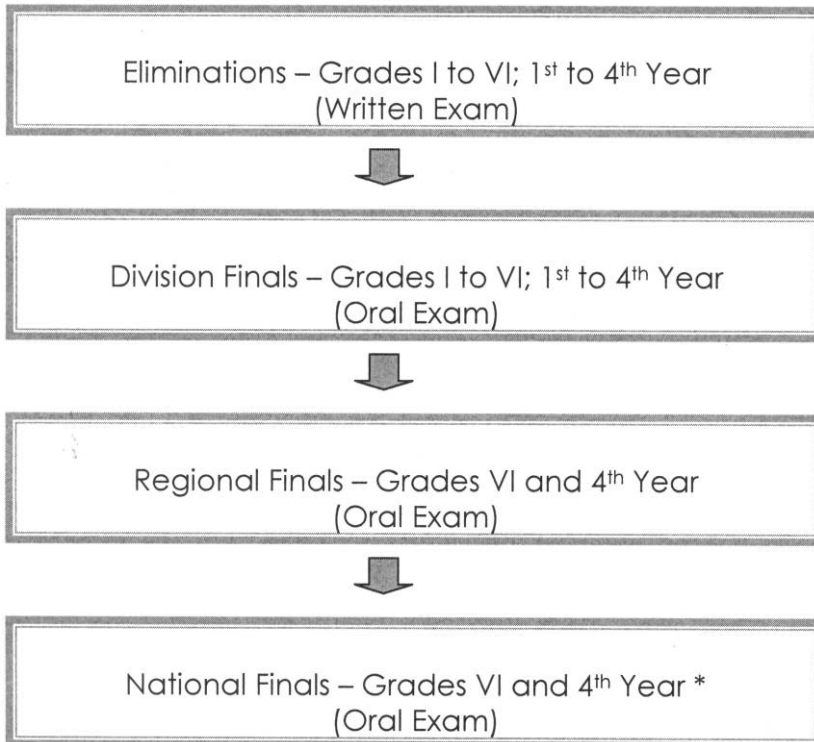 Eliminations – Grades I to VI; 1st to 4th Year
(Written Exam)
Division Finals – Grades I to VI; 1st to 4th Year
(Oral Exam)
Regional Finals – Grades VI and 4th Year
(Oral Exam)
National Finals – Grades VI and 4th Year *
(Oral Exam)